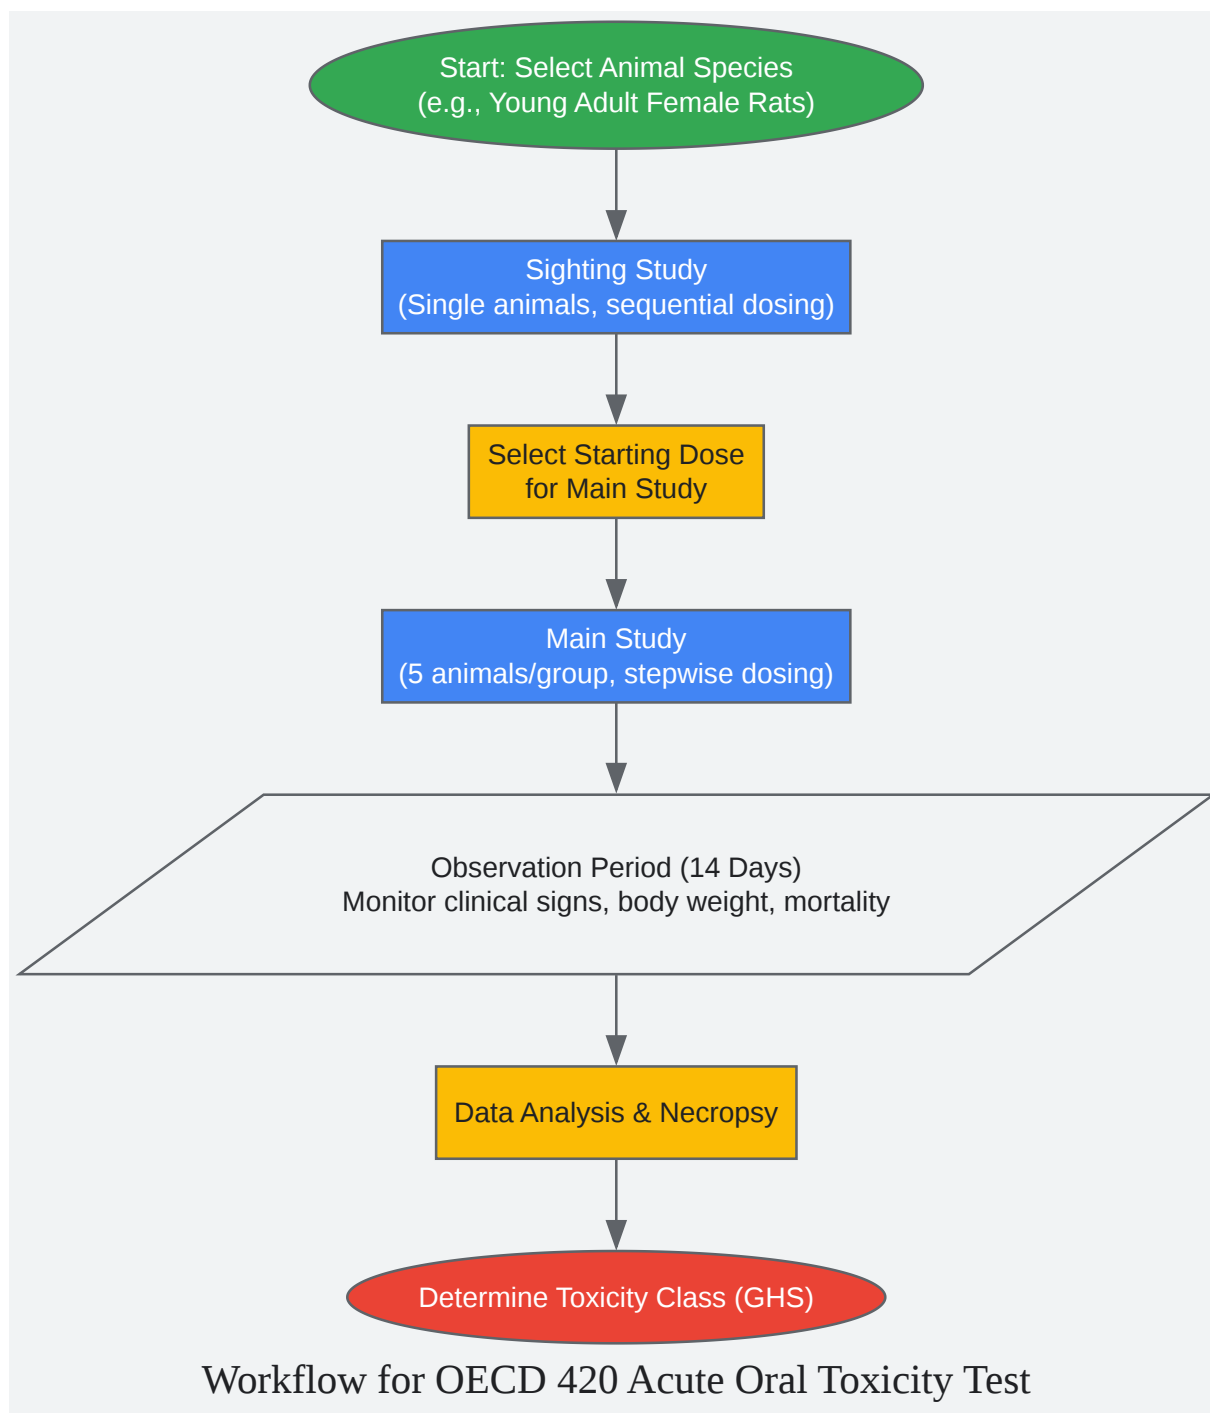 Start: Select Animal Species
(e.g., Young Adult Female Rats)
Sighting Study
(Single animals, sequential dosing)
Select Starting Dose
for Main Study
Main Study
(5 animals/group, stepwise dosing)
Observation Period (14 Days)
Monitor clinical signs, body weight, mortality
Data Analysis & Necropsy
Determine Toxicity Class (GHS)
Workflow for OECD 420 Acute Oral Toxicity Test